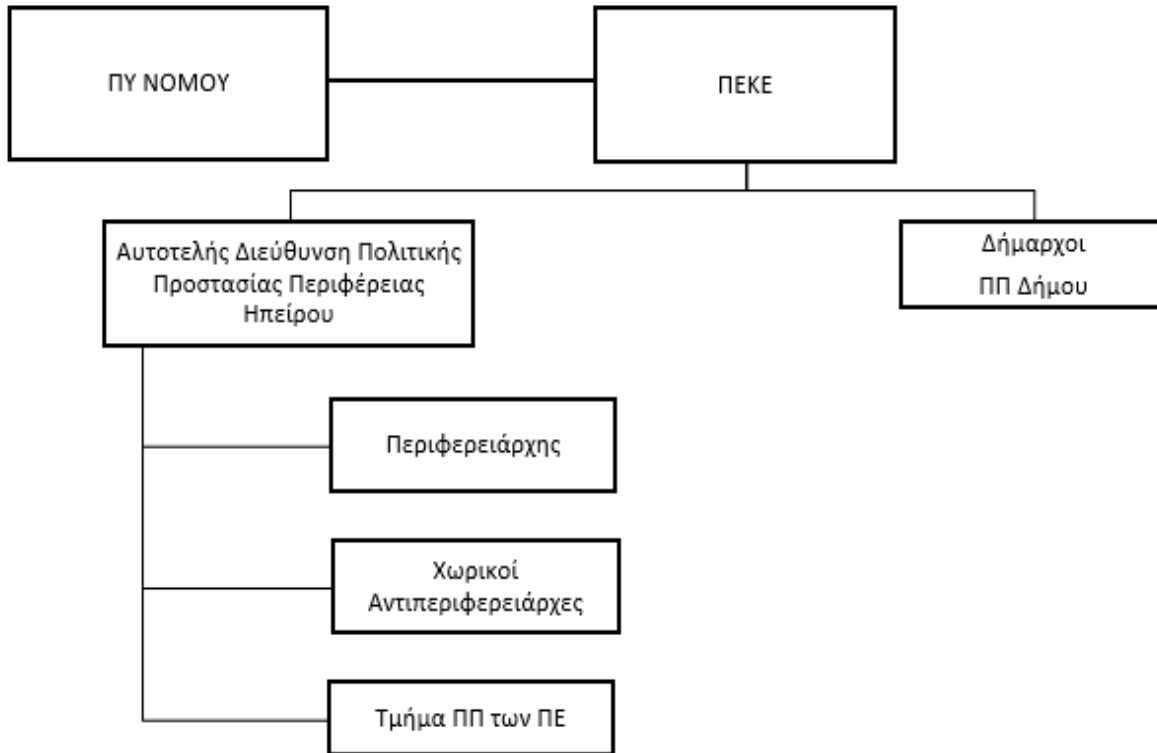 ΠΥ ΝΟΜΟΥ
ΠΕΚΕ
Αυτοτελής Διεύθυνση Πολιτικής
Προστασίας Περιφέρειας
Ηπείρου
Δήμαρχοι
ΠΠ Δήμου
Περιφερειάρχης
Χωρικοί
Αντιπεριφερειάρχες
Τμήμα ΠΠ των ΠΕ